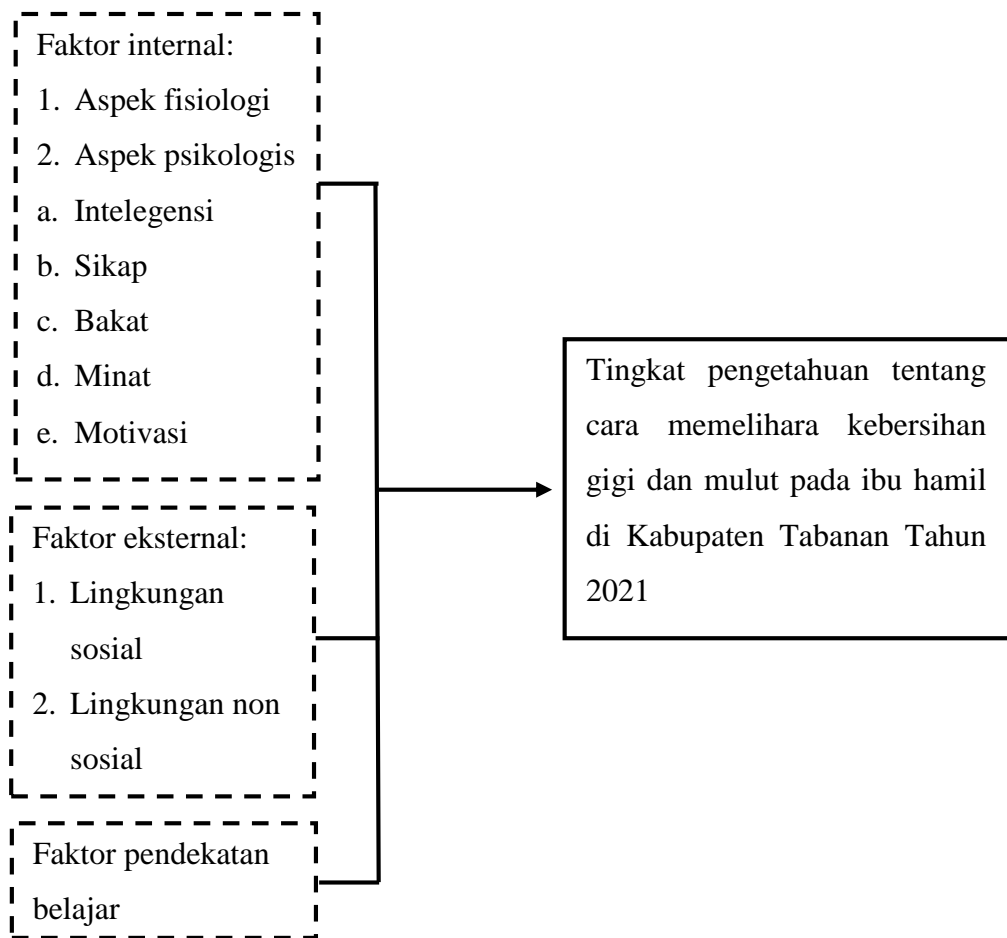 Faktor internal:
1. Aspek fisiologi
2. Aspek psikologis
a. Intelegensi
b. Sikap
c. Bakat
d. Minat
e. Motivasi
Faktor eksternal:
1. Lingkungan
sosial
2. Lingkungan non
sosial
Faktor pendekatan
belajar
Tingkat pengetahuan tentang
cara memelihara kebersihan
gigi dan mulut pada ibu hamil
di Kabupaten Tabanan Tahun
2021